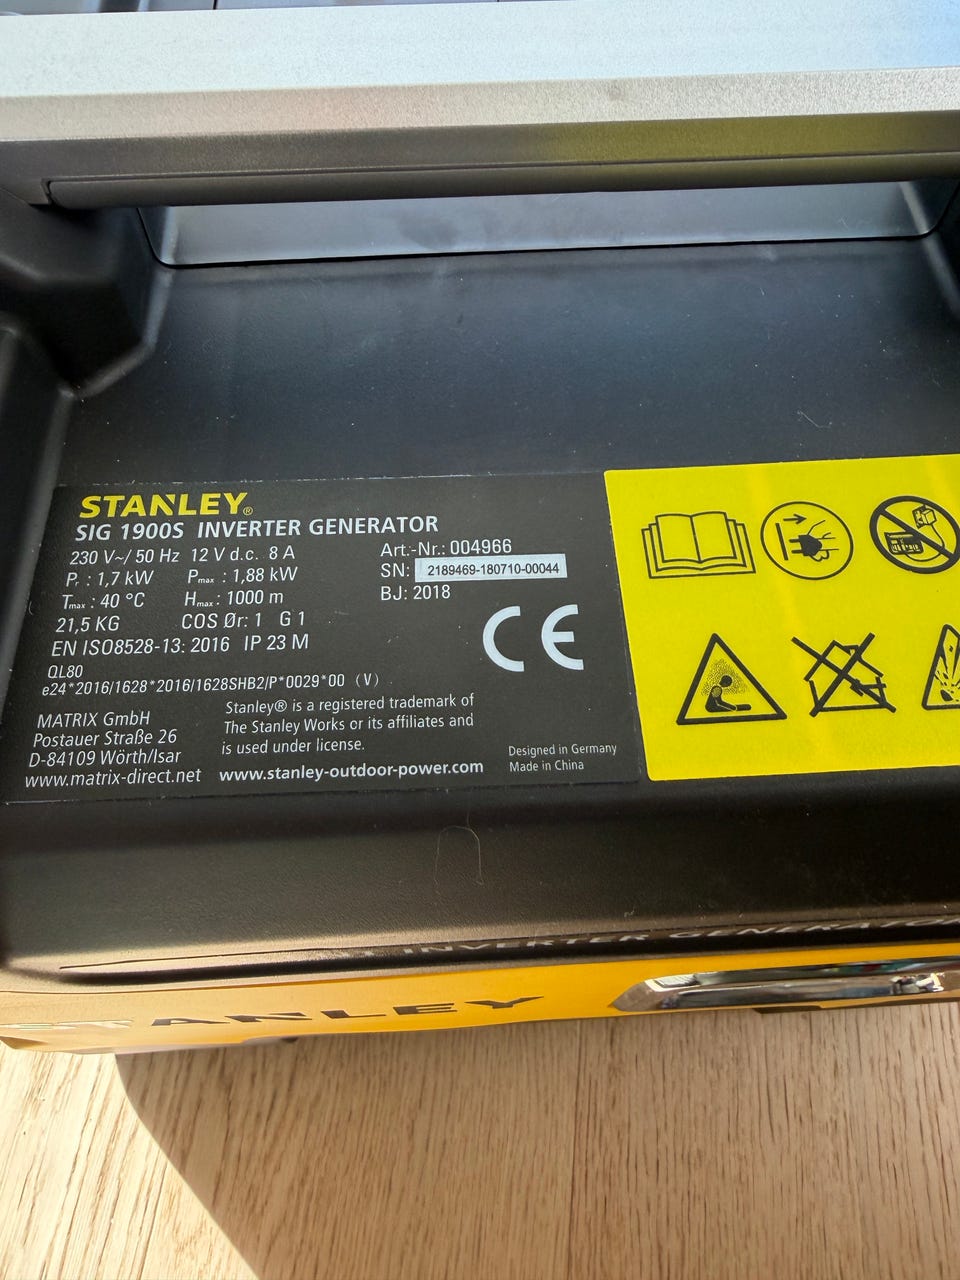 STANLEY®
SIG 1900S INVERTER GENERATOR
230 V~/ 50 Hz 12 V d.c. 8 A
Pr : 1,7 kW Pmax : 1,88 kW
Tmax : 40 °C Hmax : 1000 m
21,5 KG COS Ør: 1 G 1
EN ISO8528-13: 2016 IP 23 M
QL80
e24*2016/1628*2016/1628SHB2/P*0029*00 (V)
Art.-Nr.: 004966
SN: 2189469-180710-00044
BJ: 2018
CE
MATRIX GmbH
Postauer Straße 26
D-84109 Wörth/Isar
www.matrix-direct.net
Stanley® is a registered trademark of
The Stanley Works or its affiliates and
is used under license.
www.stanley-outdoor-power.com
Designed in Germany
Made in China
INVERTER GENERATOR
STANLEY